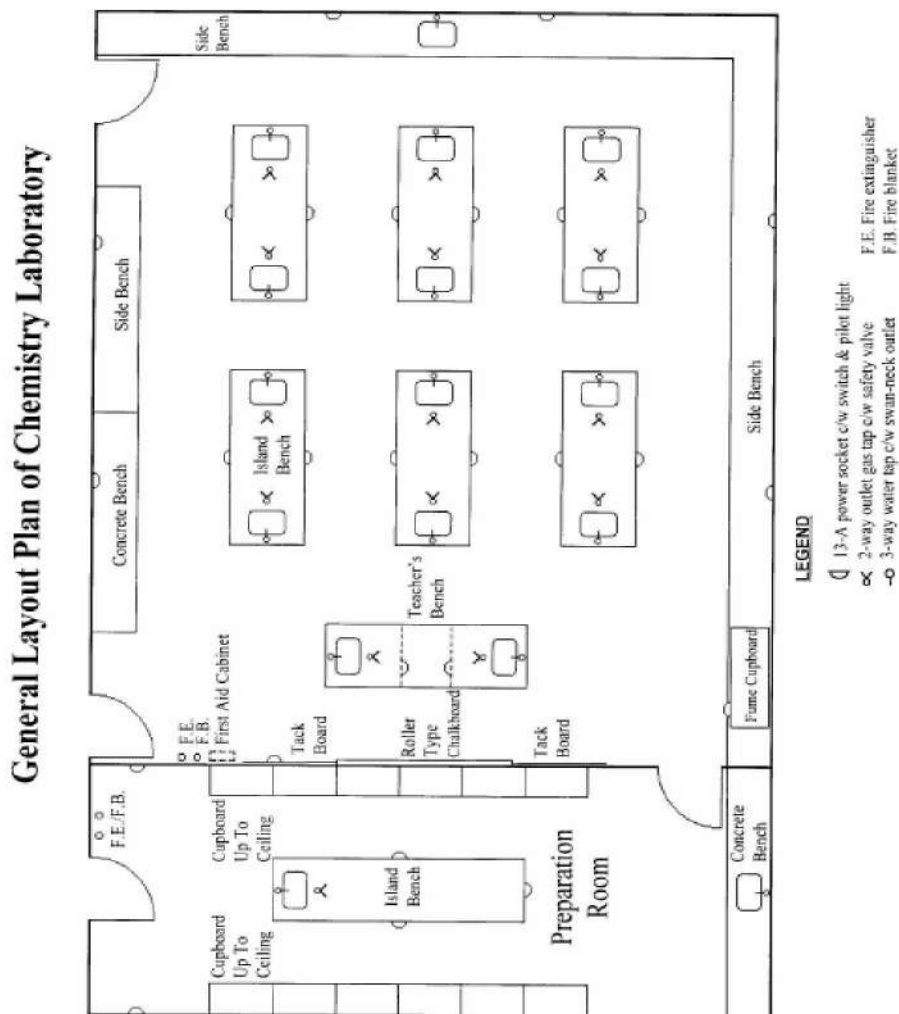 General Layout Plan of Chemistry Laboratory
F.E./F.B.
F.E.
F.B.
First Aid Cabinet
Concrete Bench
Side Bench
Side
Bench
Cupboard
Up To
Ceiling
Cupboard
Up To
Ceiling
Island
Bench
Preparation
Room
Tack
Board
Roller
Type
Chalkboard
Tack
Board
Teacher's
Bench
Island
Bench
Concrete
Bench
Fume Cupboard
Side Bench
LEGEND
13-A power socket c/w switch & pilot light
2-way outlet gas tap c/w safety valve
3-way water tap c/w swan-neck outlet
F.E. Fire extinguisher
F.B. Fire blanket